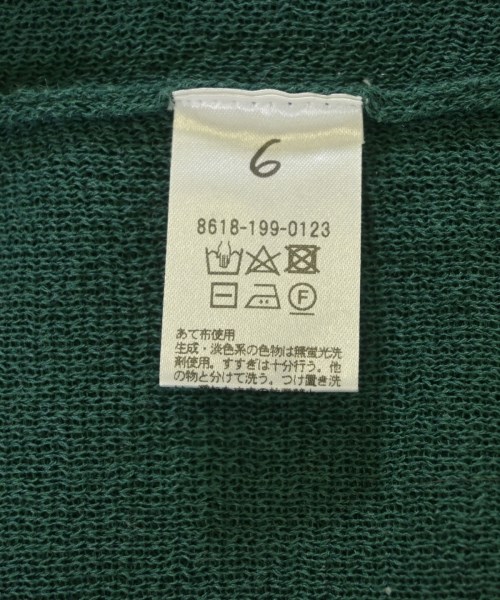 6
8618-199-0123
F
あて布使用
生成・淡色系の色物は無蛍光洗
剤使用。すすぎは十分行う。他
の物と分けて洗う。つけ置き洗